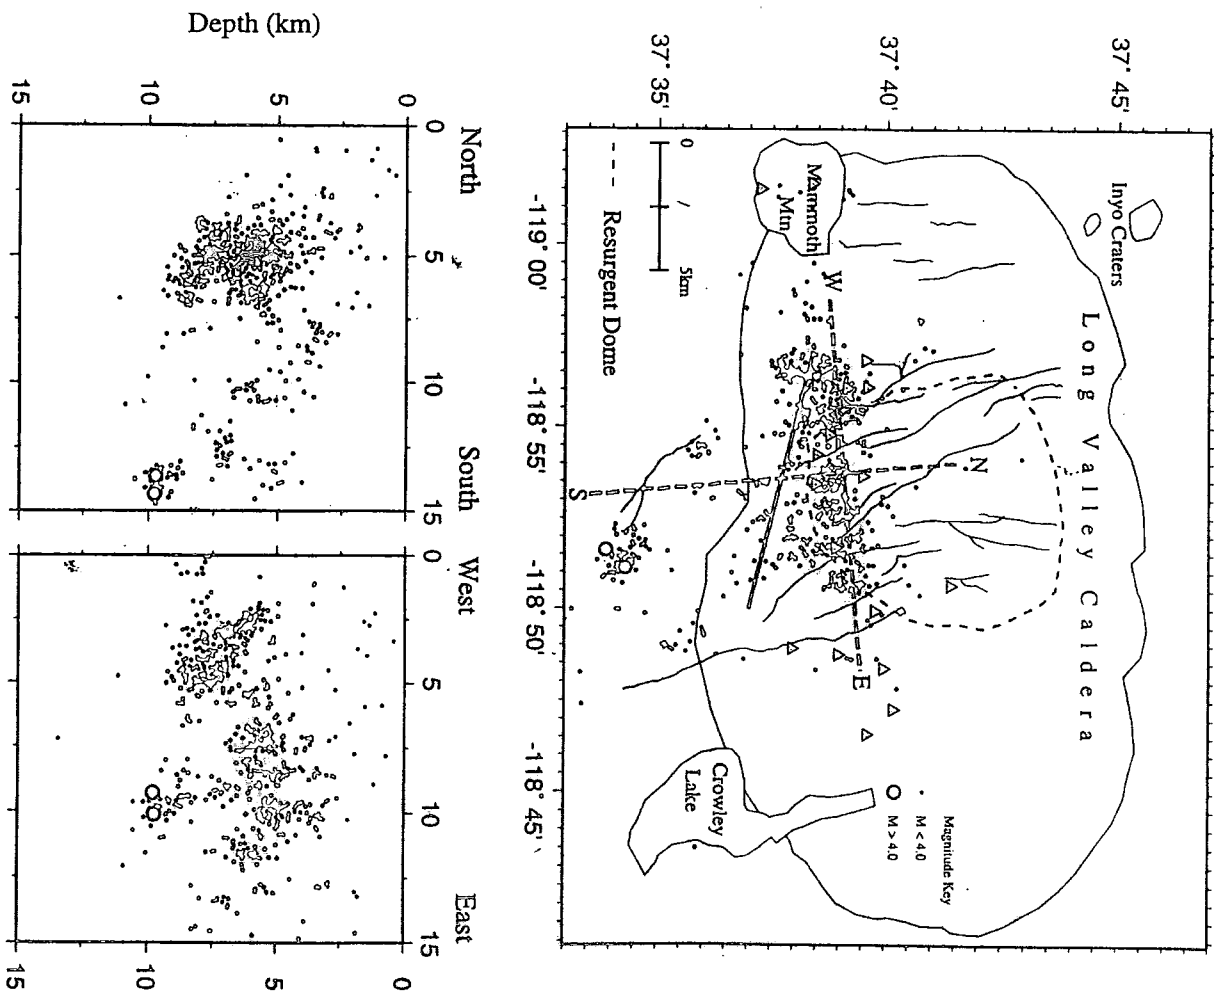 Inyo Craters
Long Valley Caldera
Mammoth
Mtn
W
E
N
S
Crowley
Lake
Magnitude Key
M < 4.0
M > 4.0
0
5km
Resurgent Dome
37° 45'
37° 40'
37° 35'
-119° 00'
-118° 55'
-118° 50'
-118° 45'
North
South
West
East
0
5
10
15
0
5
10
15
Depth (km)
0
5
10
15
0
5
10
15